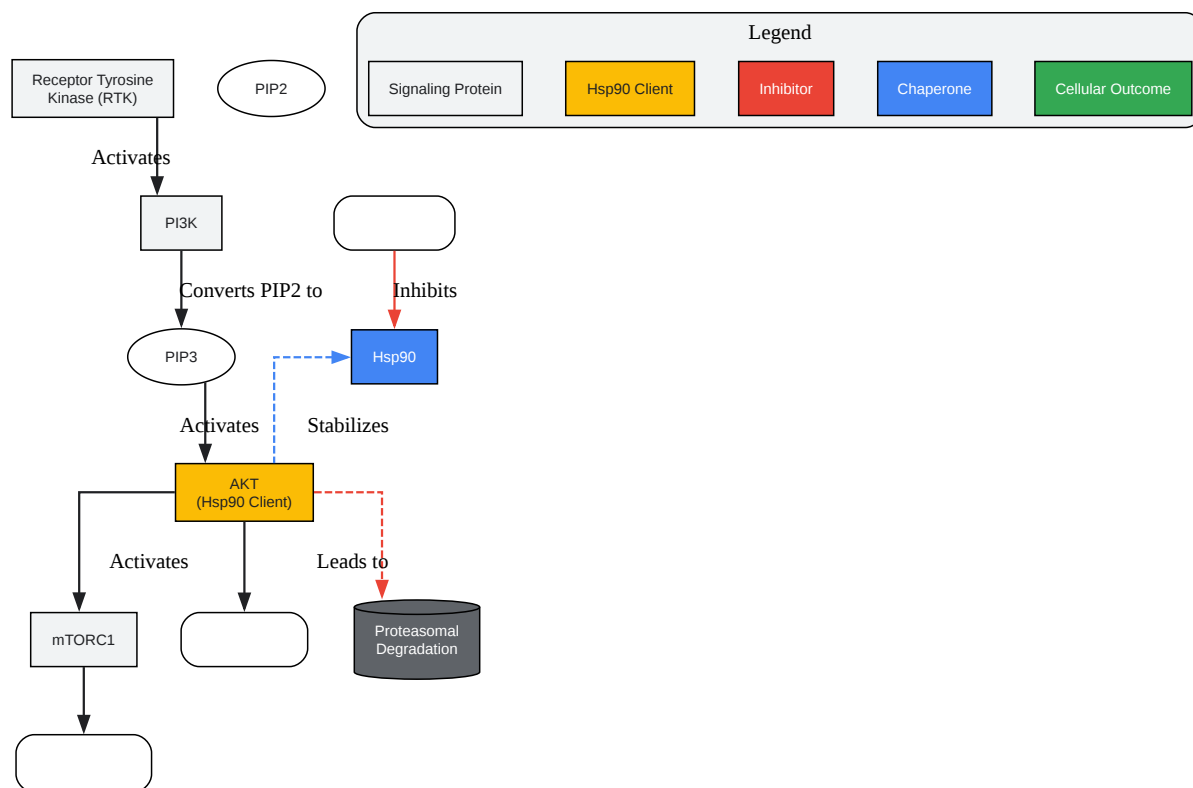 Legend
Receptor Tyrosine
Kinase (RTK)
PIP2
Signaling Protein
Hsp90 Client
Inhibitor
Chaperone
Cellular Outcome
Activates
PI3K
Converts PIP2 to
Inhibits
PIP3
Hsp90
Activates
Stabilizes
AKT
(Hsp90 Client)
Activates
Leads to
mTORC1
Proteasomal
Degradation